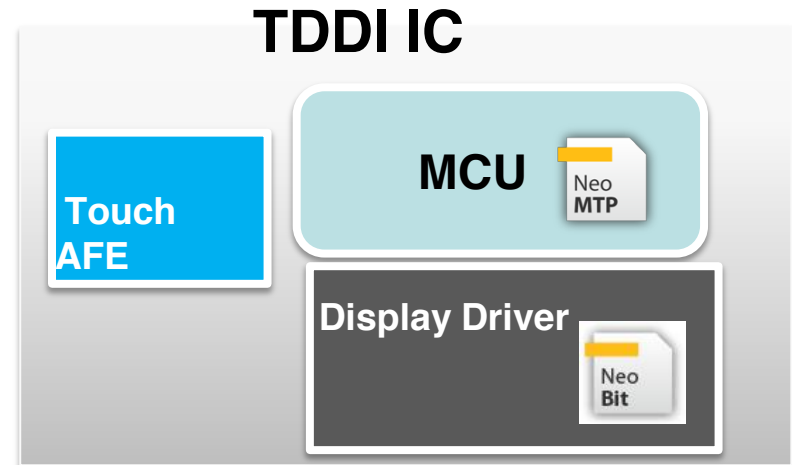 TDDI IC
MCU
Neo
MTP
Touch
AFE
Display Driver
Neo
Bit